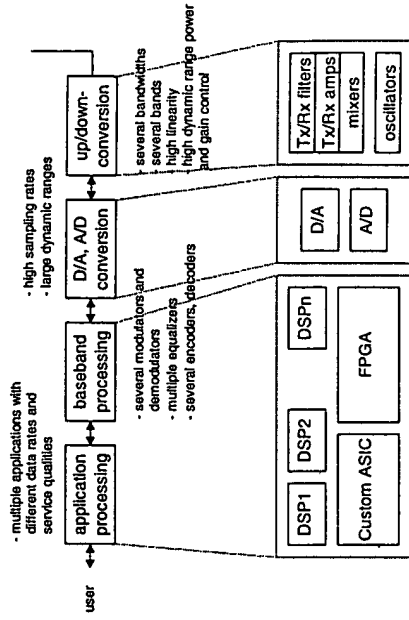 - multiple applications with
different data rates and
service qualities
- high sampling rates
- large dynamic ranges
user
application
processing
baseband
processing
D/A, A/D
conversion
up/down-
conversion
- several modulators and
demodulators
- multiple equalizers
- several encoders, decoders
- several bandwidths
- several bands
- high linearity
- high dynamic range power
and gain control
DSP1
DSP2
DSPn
Custom ASIC
FPGA
D/A
A/D
Tx/Rx filters
Tx/Rx amps
mixers
oscillators